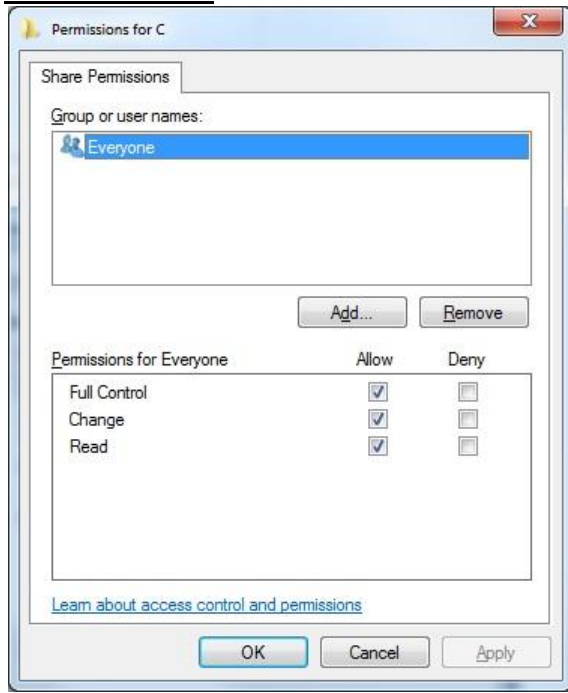 Permissions for C
Share Permissions
Group or user names:
Everyone
Add...
Remove
Permissions for Everyone Allow Deny
Full Control
Change
Read
Learn about access control and permissions
OK Cancel Apply